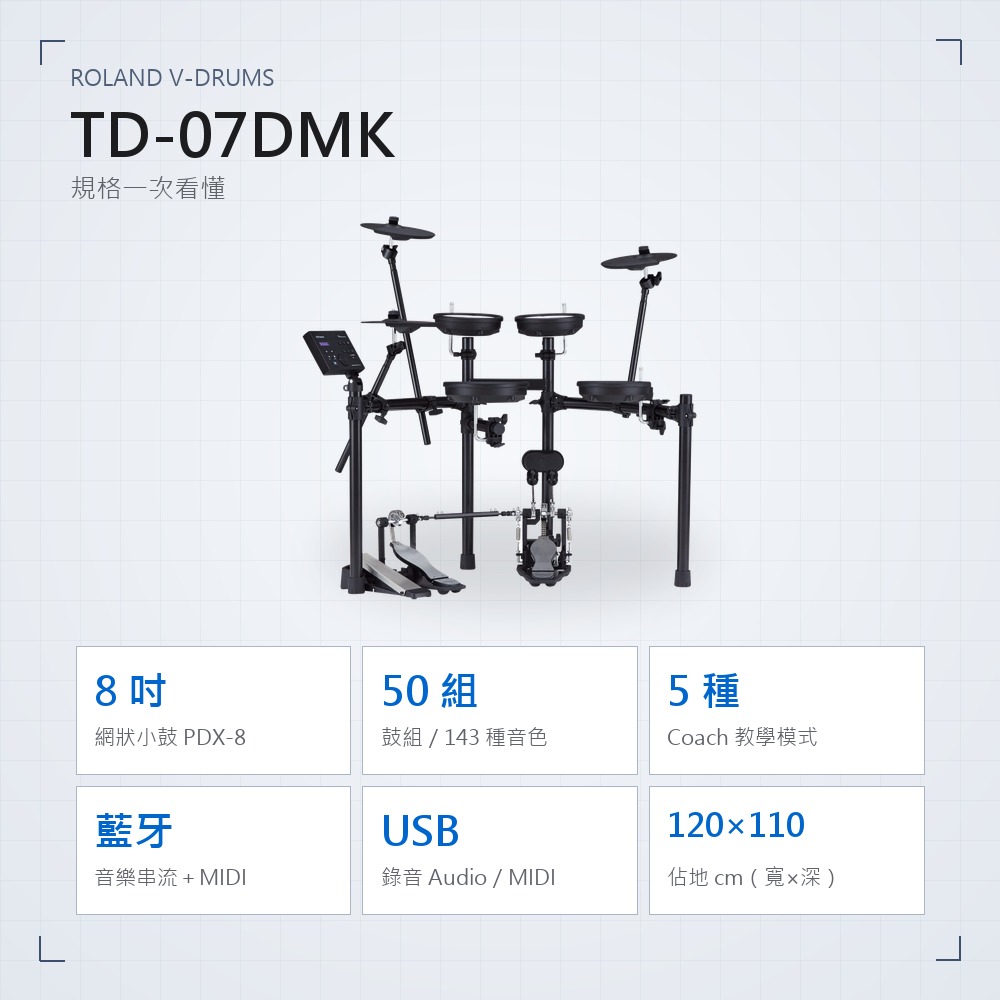 ROLAND V-DRUMS
TD-07DMK
規格一次看懂
8 吋
網狀小鼓 PDX-8
50 組
鼓組 / 143 種音色
5 種
Coach 教學模式
藍牙
音樂串流 + MIDI
USB
錄音 Audio / MIDI
120×110
佔地 cm ( 寬×深 )